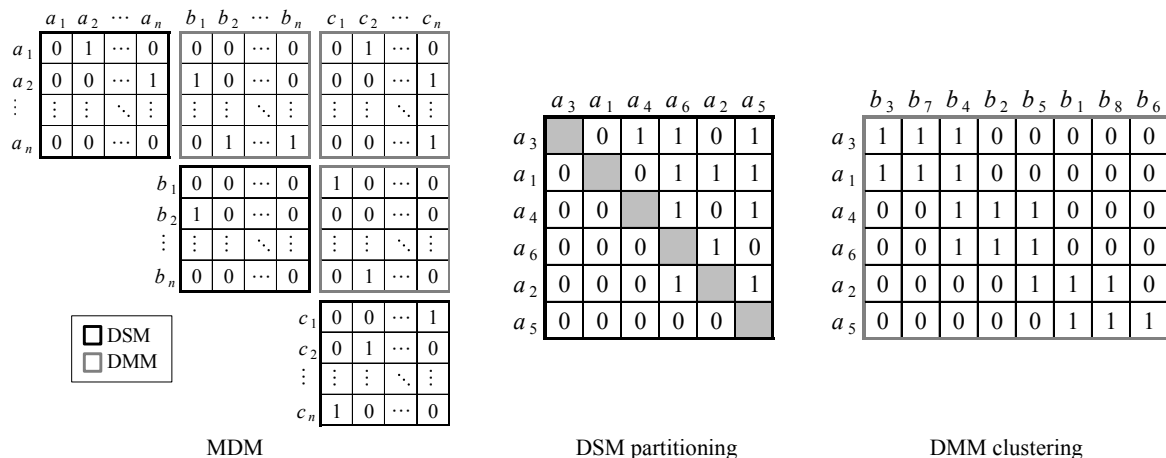 a1 a2 ⋯ an b1 b2 ⋯ bn c1 c2 ⋯ cn
a1 0 1 ⋯ 0 0 0 ⋯ 0 0 1 ⋯ 0
a2 0 0 ⋯ 1 1 0 ⋯ 0 0 0 ⋯ 1
⋮ ⋮ ⋮ ⋱ ⋮ ⋮ ⋮ ⋱ ⋮ ⋮ ⋮ ⋱ ⋮
an 0 0 ⋯ 0 0 1 ⋯ 1 0 0 ⋯ 1
b1 0 0 ⋯ 0 1 0 ⋯ 0
b2 1 0 ⋯ 0 0 0 ⋯ 0
⋮ ⋮ ⋮ ⋱ ⋮ ⋮ ⋮ ⋱ ⋮
bn 0 0 ⋯ 0 0 1 ⋯ 0
c1 0 0 ⋯ 1
c2 0 1 ⋯ 0
⋮ ⋮ ⋮ ⋱ ⋮
cn 1 0 ⋯ 0
DSM
DMM
MDM
a3 a1 a4 a6 a2 a5
a3 0 1 1 0 1
a1 0 0 1 1 1
a4 0 0 1 0 1
a6 0 0 0 1 0
a2 0 0 0 1 1
a5 0 0 0 0 0
DSM partitioning
b3 b7 b4 b2 b5 b1 b8 b6
a3 1 1 1 0 0 0 0 0
a1 1 1 1 0 0 0 0 0
a4 0 0 1 1 1 0 0 0
a6 0 0 1 1 1 0 0 0
a2 0 0 0 0 1 1 1 0
a5 0 0 0 0 0 1 1 1
DMM clustering